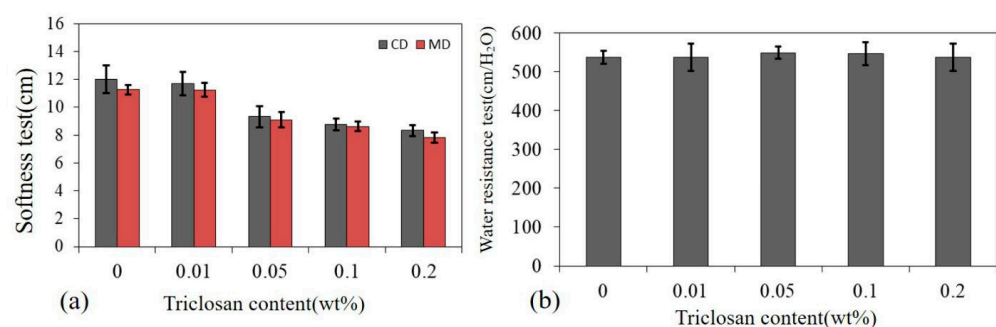 16
14
12
10
8
6
4
2
0
Softness test(cm)
CD MD
0 0.01 0.05 0.1 0.2
(a) Triclosan content(wt%)
600
500
400
300
200
100
0
Water resistance test(cm/H₂O)
0 0.01 0.05 0.1 0.2
(b) Triclosan content(wt%)